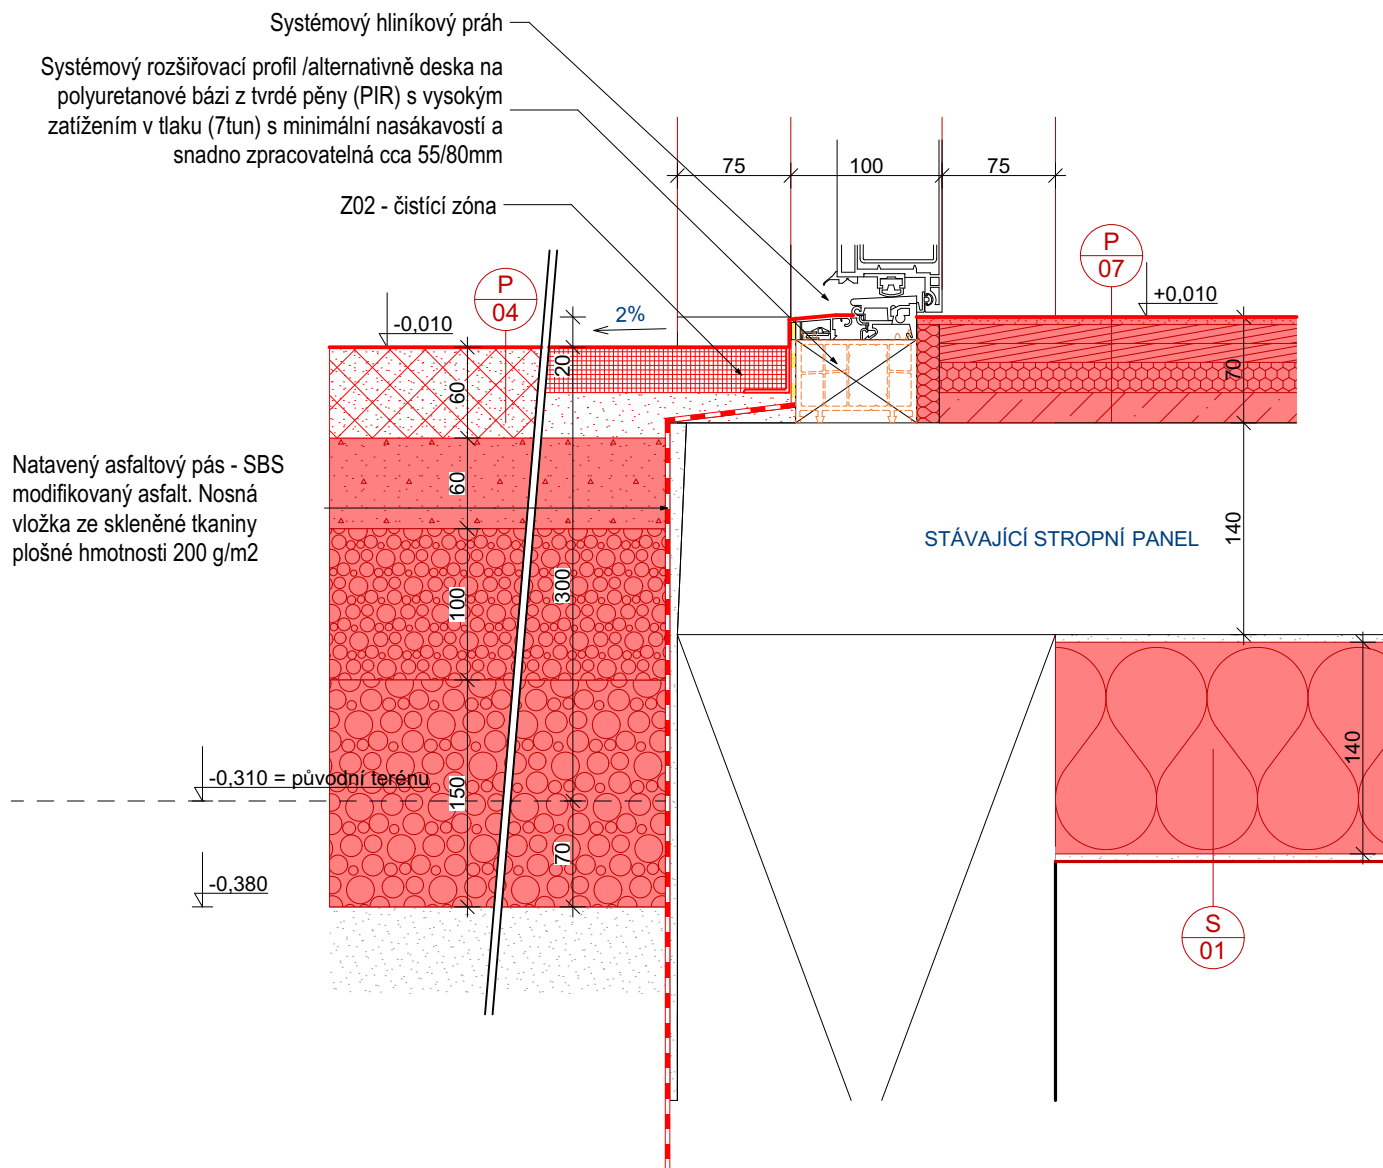 Systémový hliníkový práh
Systémový rozšiřovací profil /alternativně deska na
polyuretanové bázi z tvrdé pěny (PIR) s vysokým
zatížením v tlaku (7tun) s minimální nasákavostí a
snadno zpracovatelná cca 55/80mm
75
100
75
Z02 - čistící zóna
P
07
P
04
+0,010
-0,010
2%
20
70
60
Natavený asfaltový pás - SBS
modifikovaný asfalt. Nosná
vložka ze skleněné tkaniny
plošné hmotnosti 200 g/m2
60
STÁVAJÍCÍ STROPNÍ PANEL
140
300
100
140
-0,310 = původní terénu
150
70
-0,380
S
01